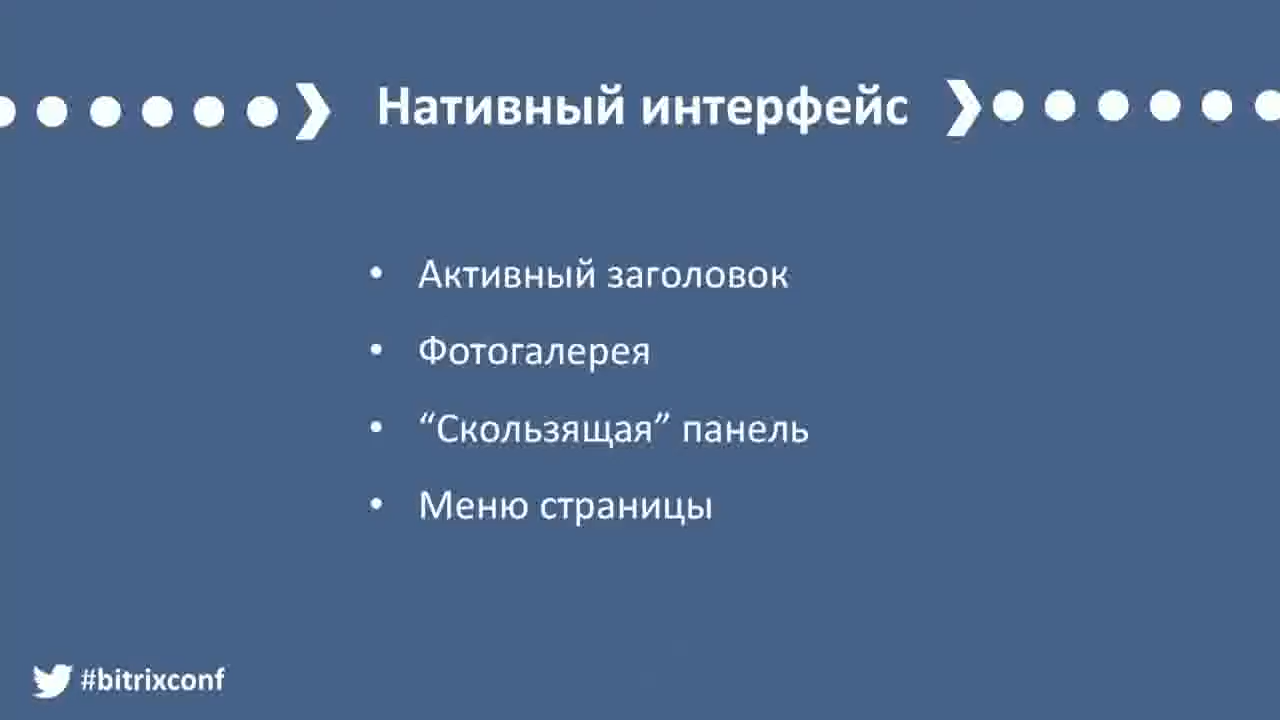 Нативный интерфейс
• Активный заголовок
• Фотогалерея
• “Скользящая” панель
• Меню страницы
#bitrixconf